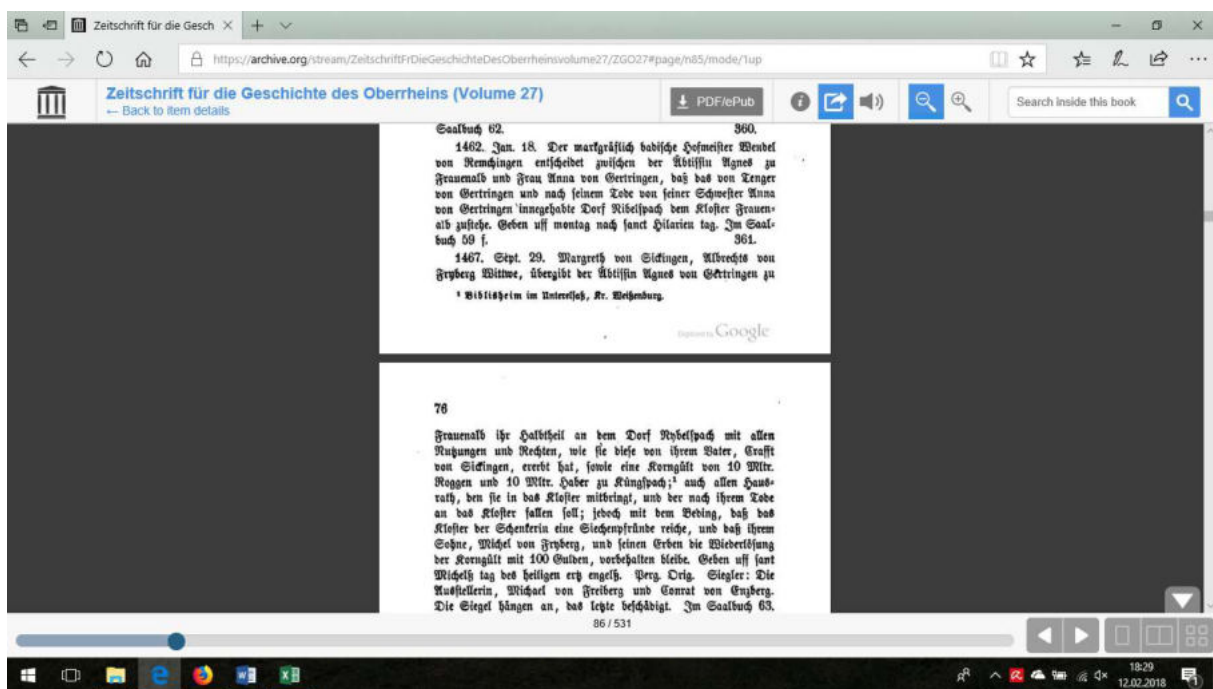 Zeitschrift für die Gesch
https://archive.org/stream/ZeitschriftFrDieGeschichteDesOberrheinsvolume27/ZGO27#page/n85/mode/1up
Zeitschrift für die Geschichte des Oberrheins (Volume 27)
← Back to item details
PDF/ePub
Search inside this book
Saalbuch 62. 360.
1462. Jan. 18. Der markgräflich badische Hofmeister Wendel
von Remchingen entscheidet zwischen der Äbtissin Agnes zu
Frauenalb und Frau Anna von Gertringen, daß das von Tenger
von Gertringen und nach seinem Tode von seiner Schwester Anna
von Gertringen innegehabte Dorf Nibelspach dem Kloster Frauen-
alb zustehe. Geben uff montag nach sanct Hilarien tag. Im Saal-
buch 59 f. 361.
1467. Sept. 29. Margreth von Sickingen, Albrechts von
Fryberg Wittwe, übergibt der Äbtissin Agnes von Gertringen zu
¹ Biblisheim im Unterelsaß, Kr. Weißenburg.
Digitized by Google
76
Frauenalb ihr Halbtheil an dem Dorf Nybelspach mit allen
Nutzungen und Rechten, wie sie diese von ihrem Vater, Crafft
von Sickingen, ererbt hat, sowie eine Korngült von 10 Mltr.
Roggen und 10 Mltr. Haber zu Küngspach;¹ auch allen Haus-
rath, den sie in das Kloster mitbringt, und der nach ihrem Tode
an das Kloster fallen soll; jedoch mit dem Beding, daß das
Kloster der Schenkerin eine Siechenpfründe reiche, und daß ihrem
Sohne, Michel von Fryberg, und seinen Erben die Wiederlösung
der Korngült mit 100 Gulden, vorbehalten bleibe. Geben uff sant
Michelß tag des heiligen ertz engelß. Perg. Orig. Siegler: Die
Ausstellerin, Michael von Freiberg und Conrat von Enzberg.
Die Siegel hängen an, das letzte beschädigt. Im Saalbuch 63.
86 / 531
18:29
12.02.2018